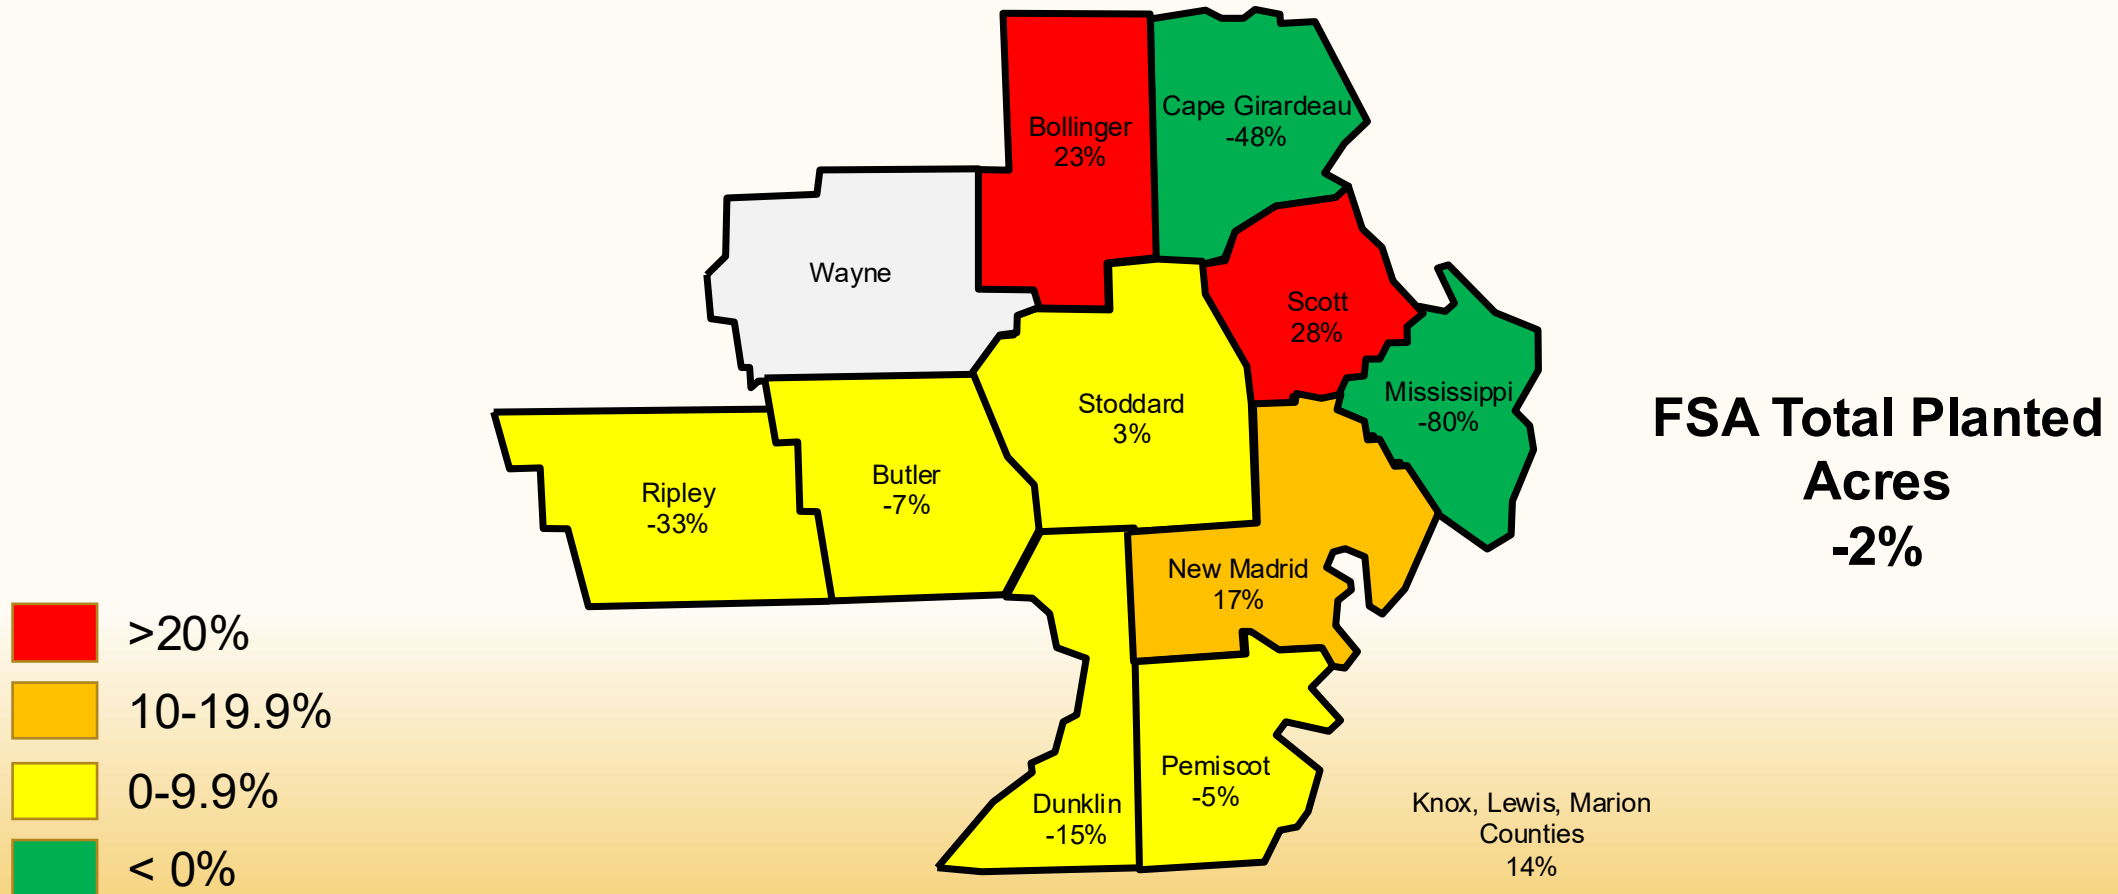 Bollinger
23%
Cape Girardeau
-48%
Wayne
Scott
28%
Stoddard
3%
Mississippi
-80%
Ripley
-33%
Butler
-7%
New Madrid
17%
Pemiscot
-5%
Dunklin
-15%
Knox, Lewis, Marion
Counties
14%
FSA Total Planted
Acres
-2%
>20%
10-19.9%
0-9.9%
< 0%